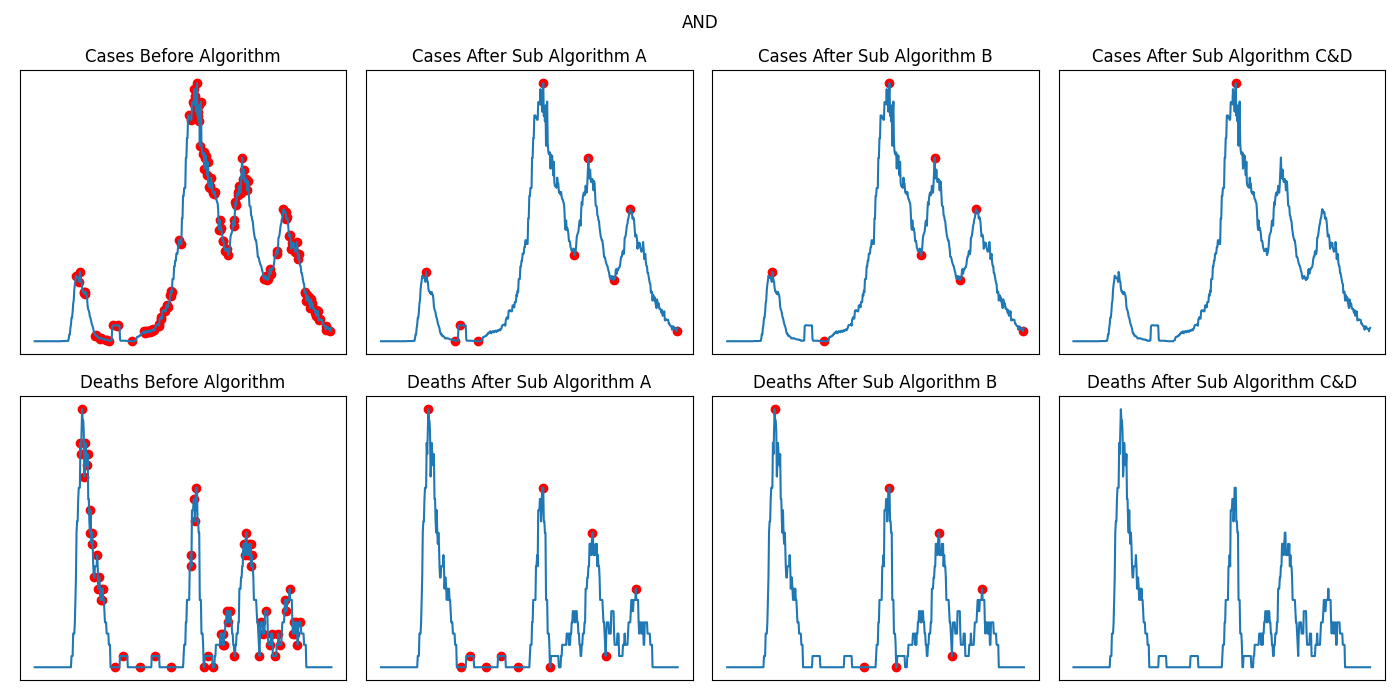 AND
Cases Before Algorithm
Cases After Sub Algorithm A
Cases After Sub Algorithm B
Cases After Sub Algorithm C&D
Deaths Before Algorithm
Deaths After Sub Algorithm A
Deaths After Sub Algorithm B
Deaths After Sub Algorithm C&D